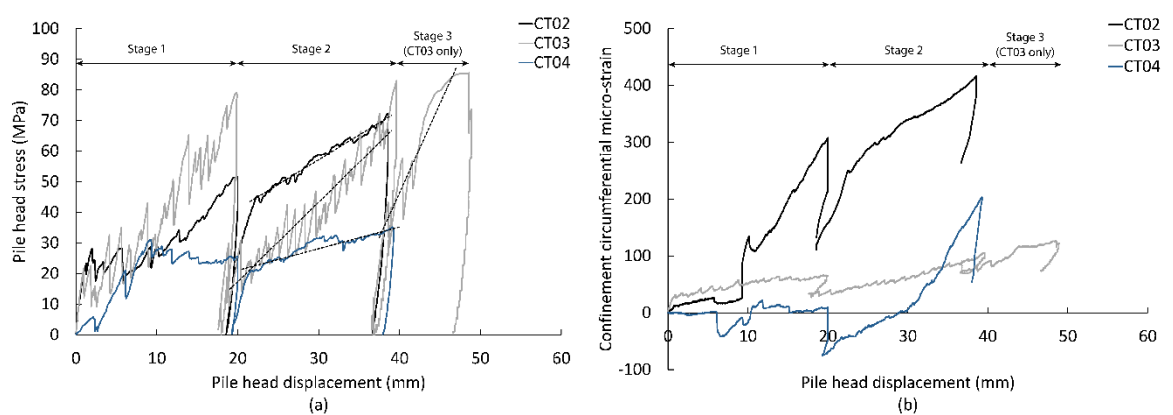 CT02
CT03
CT04
Stage 1
Stage 2
Stage 3
(CT03 only)
Pile head stress (MPa)
100
90
80
70
60
50
40
30
20
10
0
0 10 20 30 40 50 60
Pile head displacement (mm)
(a)
CT02
CT03
CT04
Stage 1
Stage 2
Stage 3
(CT03 only)
Confinement circumferential micro-strain
500
400
300
200
100
0
-100
0 10 20 30 40 50 60
Pile head displacement (mm)
(b)